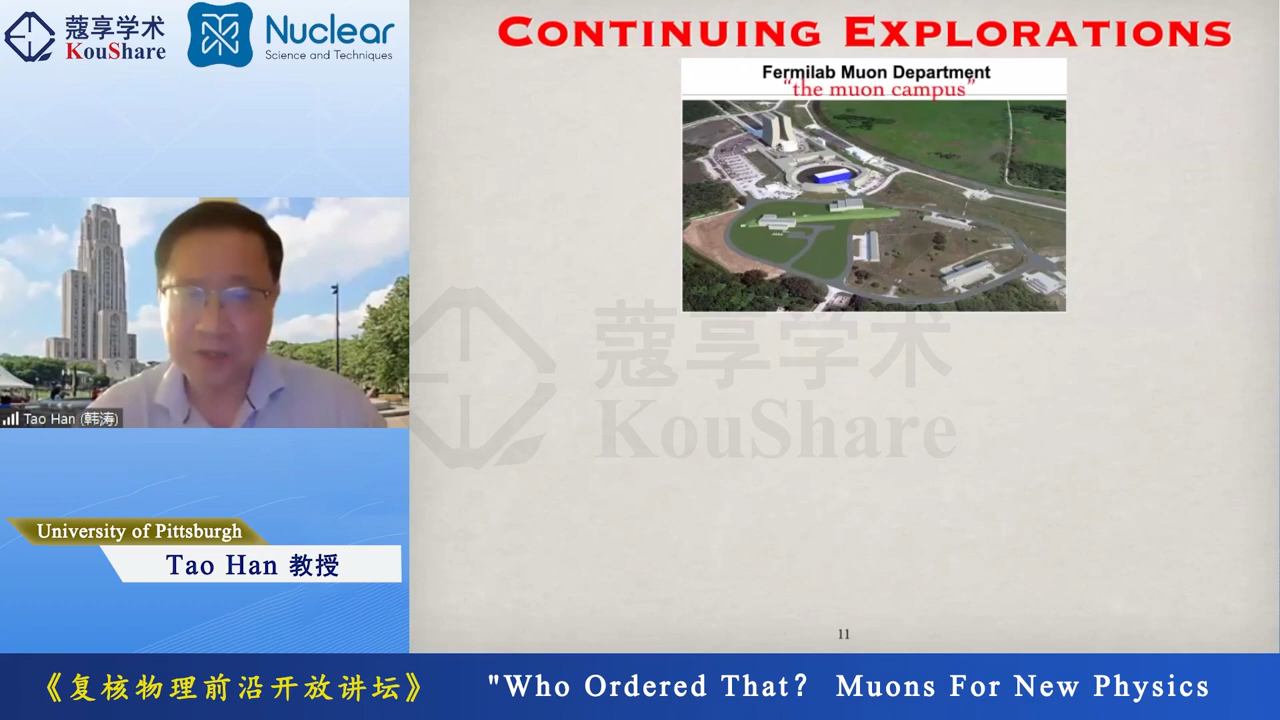 蔻享学术
KouShare
Nuclear
Science and Techniques
CONTINUING EXPLORATIONS
Fermilab Muon Department
“the muon campus”
蔻享学术
KouShare
Tao Han (韩涛)
University of Pittsburgh
Tao Han 教授
11
《复核物理前沿开放讲坛》
"Who Ordered That? Muons For New Physics